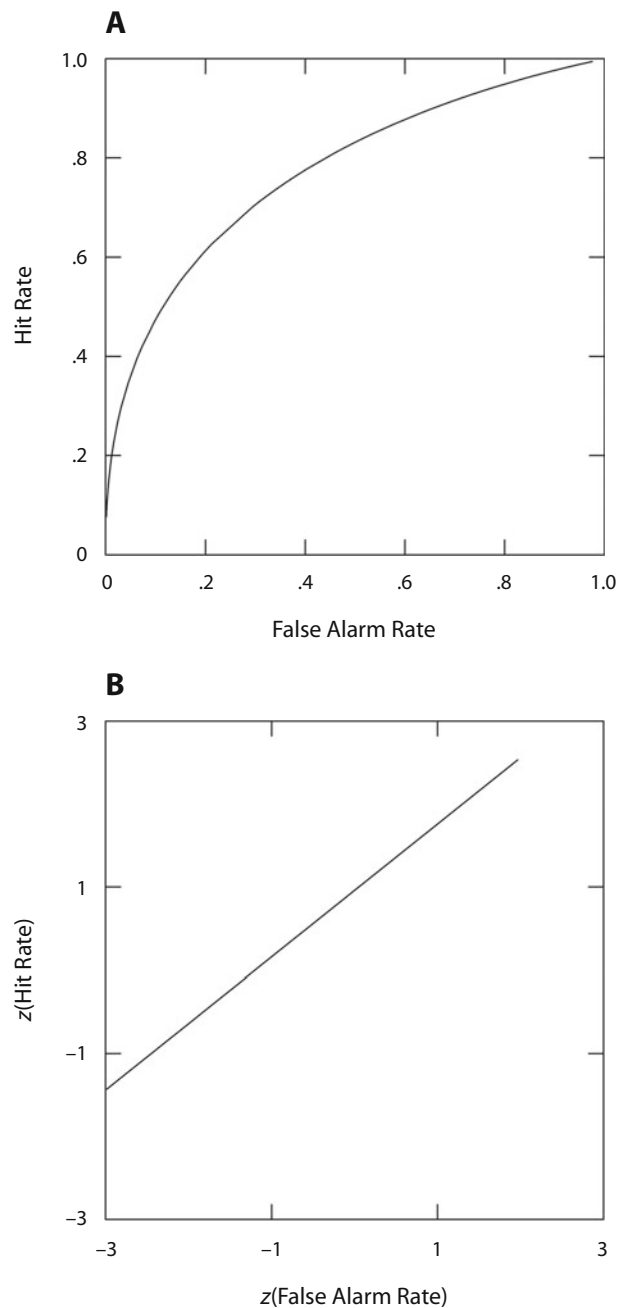 A
1.0
.8
.6
.4
.2
0
Hit Rate
0 .2 .4 .6 .8 1.0
False Alarm Rate
B
3
1
–1
–3
z(Hit Rate)
–3 –1 1 3
z(False Alarm Rate)